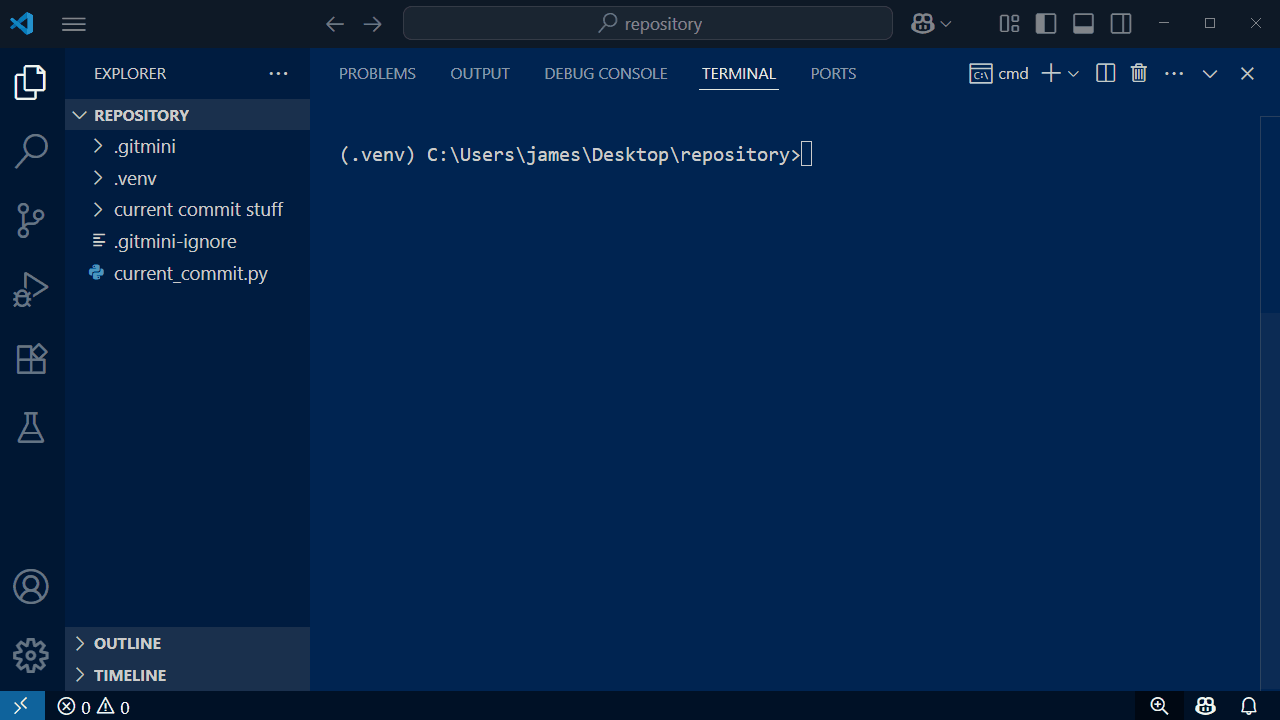 repository
EXPLORER
PROBLEMS OUTPUT DEBUG CONSOLE TERMINAL PORTS
cmd
REPOSITORY
.gitmini
.venv
current commit stuff
.gitmini-ignore
current_commit.py
(.venv) C:\Users\james\Desktop\repository>
OUTLINE
TIMELINE
0 0